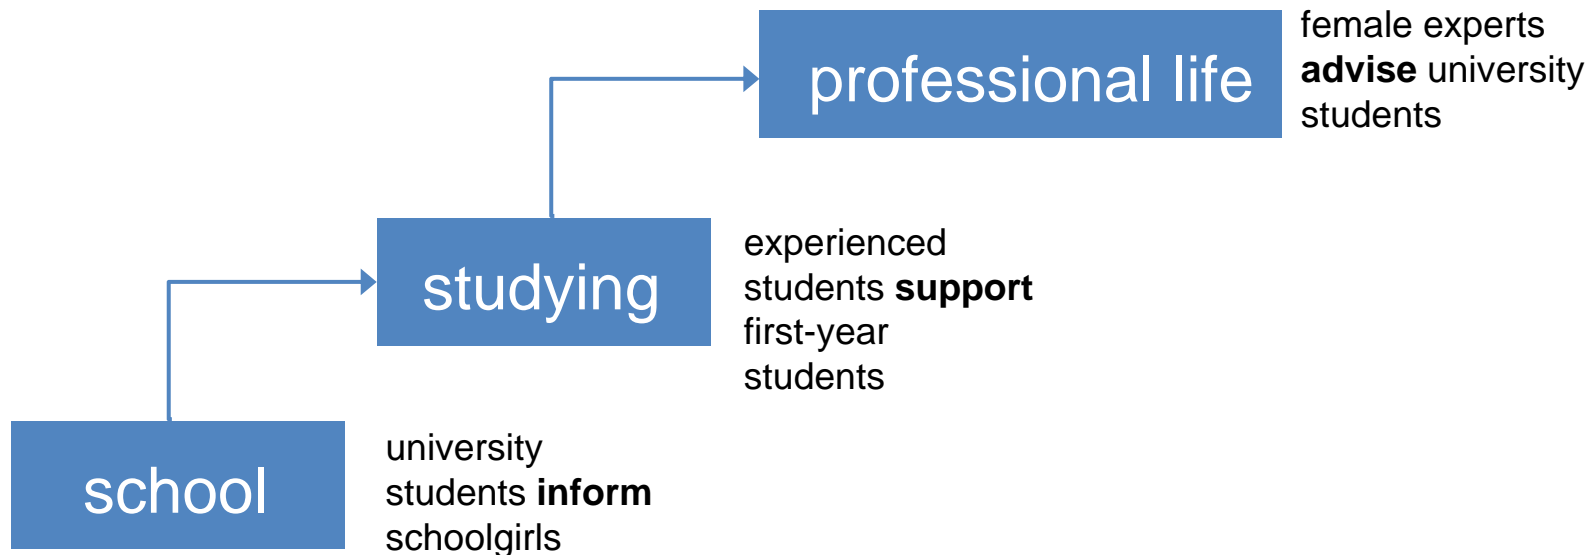 professional life
female experts
advise university
students
studying
experienced
students support
first-year
students
school
university
students inform
schoolgirls